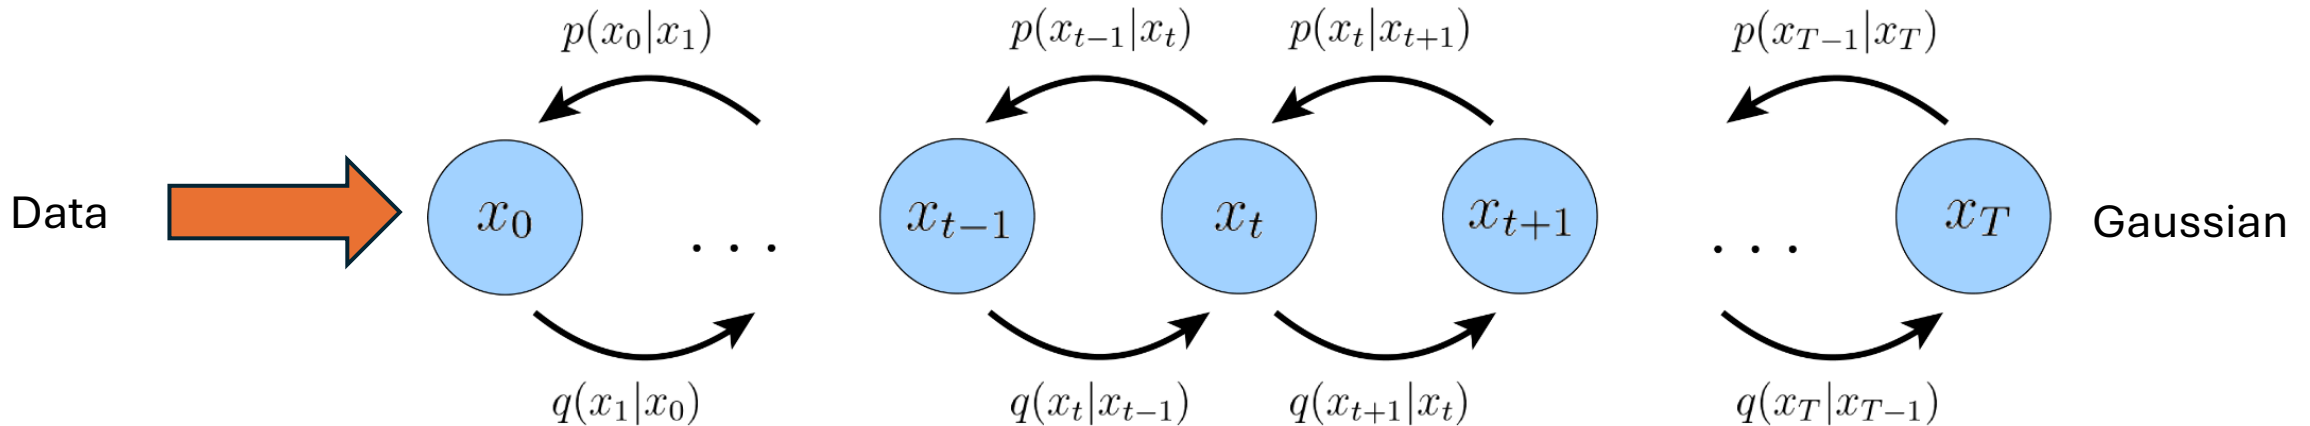 p(x_0|x_1) p(x_{t-1}|x_t) p(x_t|x_{t+1}) p(x_{T-1}|x_T)
Data x_0 . . . x_{t-1} x_t x_{t+1} . . . x_T Gaussian
q(x_1|x_0) q(x_t|x_{t-1}) q(x_{t+1}|x_t) q(x_T|x_{T-1})